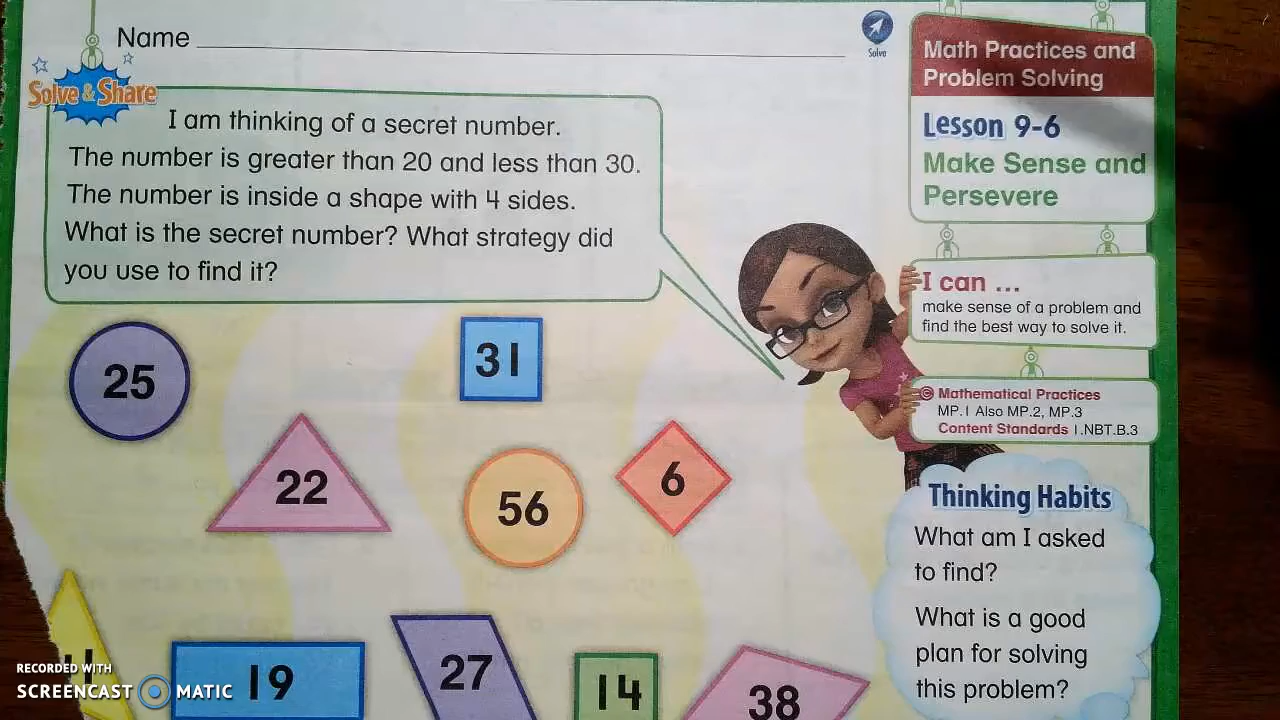 Name
Solve
Solve & Share
I am thinking of a secret number.
The number is greater than 20 and less than 30.
The number is inside a shape with 4 sides.
What is the secret number? What strategy did
you use to find it?
Math Practices and
Problem Solving
Lesson 9-6
Make Sense and
Persevere
I can ...
make sense of a problem and
find the best way to solve it.
Mathematical Practices
MP.1 Also MP.2, MP.3
Content Standards 1.NBT.B.3
25
31
22
56
6
19
27
14
38
Thinking Habits
What am I asked
to find?
What is a good
plan for solving
this problem?
RECORDED WITH
SCREENCAST MATIC